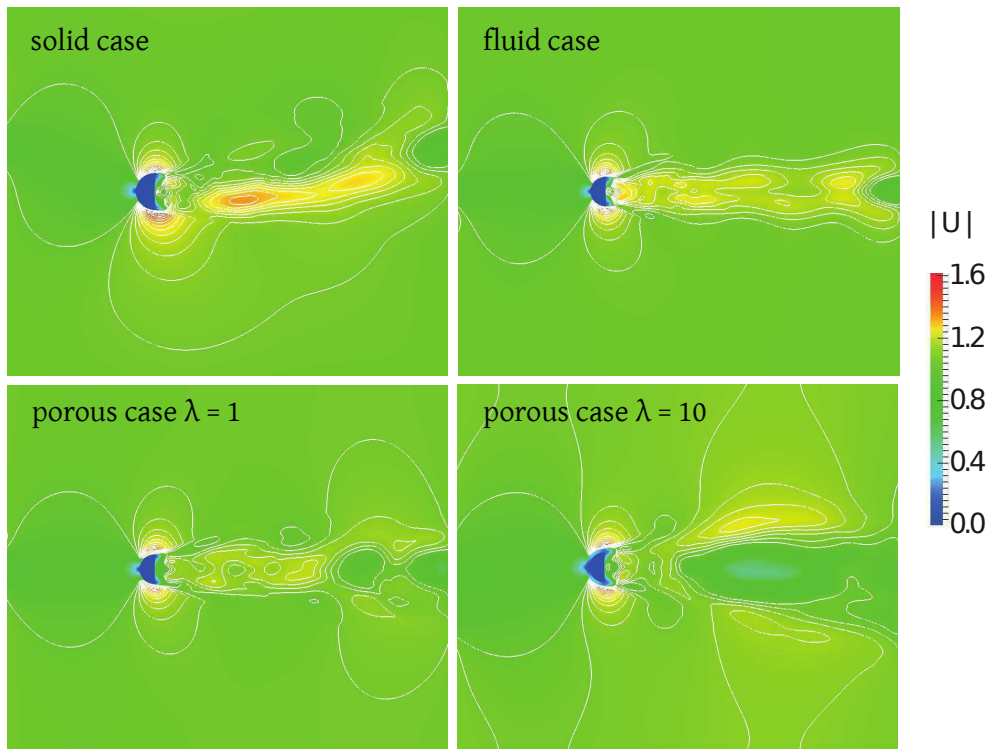 solid case
fluid case
|U|
1.6
1.2
0.8
0.4
0.0
porous case λ = 1
porous case λ = 10